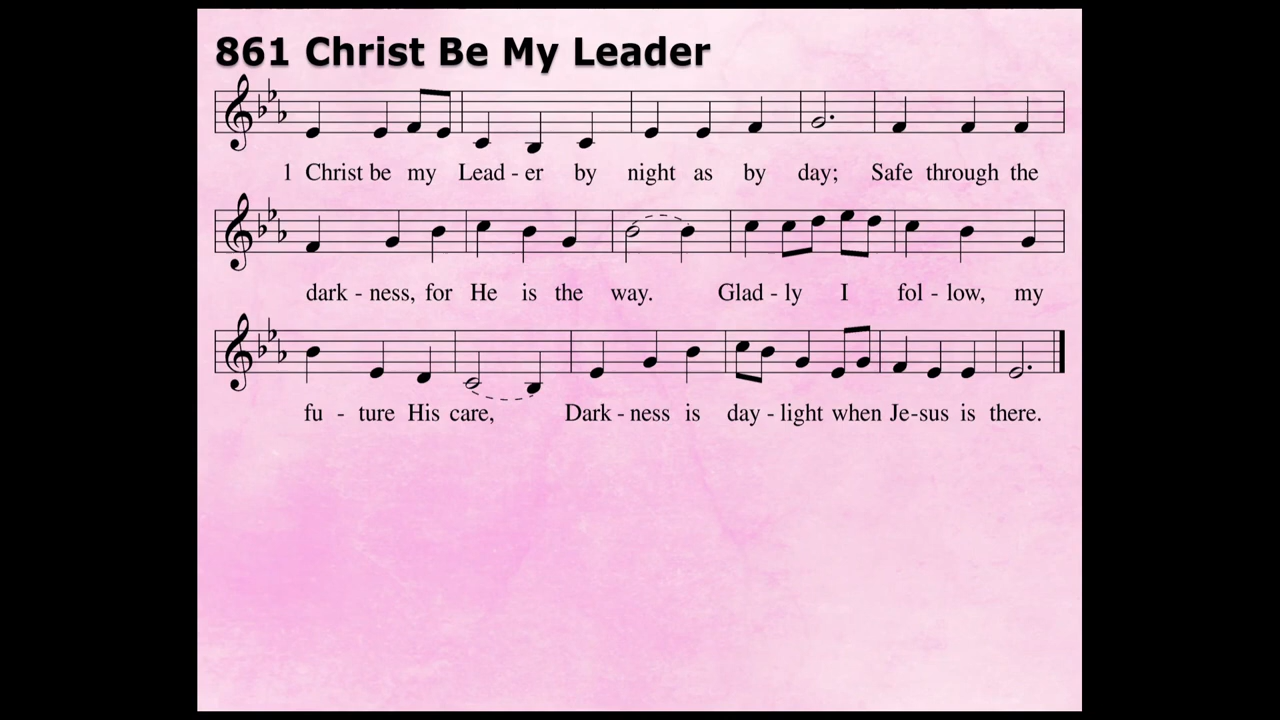 861 Christ Be My Leader
1 Christ be my Lead - er by night as by day; Safe through the
dark - ness, for He is the way. Glad - ly I fol - low, my
fu - ture His care, Dark - ness is day - light when Je-sus is there.